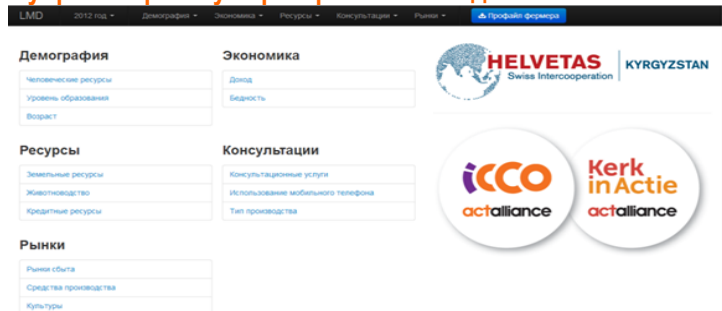 LMD 2012 год Демография Экономика Ресурсы Консультации Рынки Профайл фермера
Демография
Человеческие ресурсы
Уровень образования
Возраст
Экономика
Доход
Бедность
Ресурсы
Земельные ресурсы
Животноводство
Кредитные ресурсы
Консультации
Консультационные услуги
Использование мобильного телефона
Тип производства
Рынки
Рынки сбыта
Средства производства
Культуры
HELVETAS
Swiss Intercooperation
KYRGYZSTAN
icco
actalliance
Kerk
in Actie
actalliance